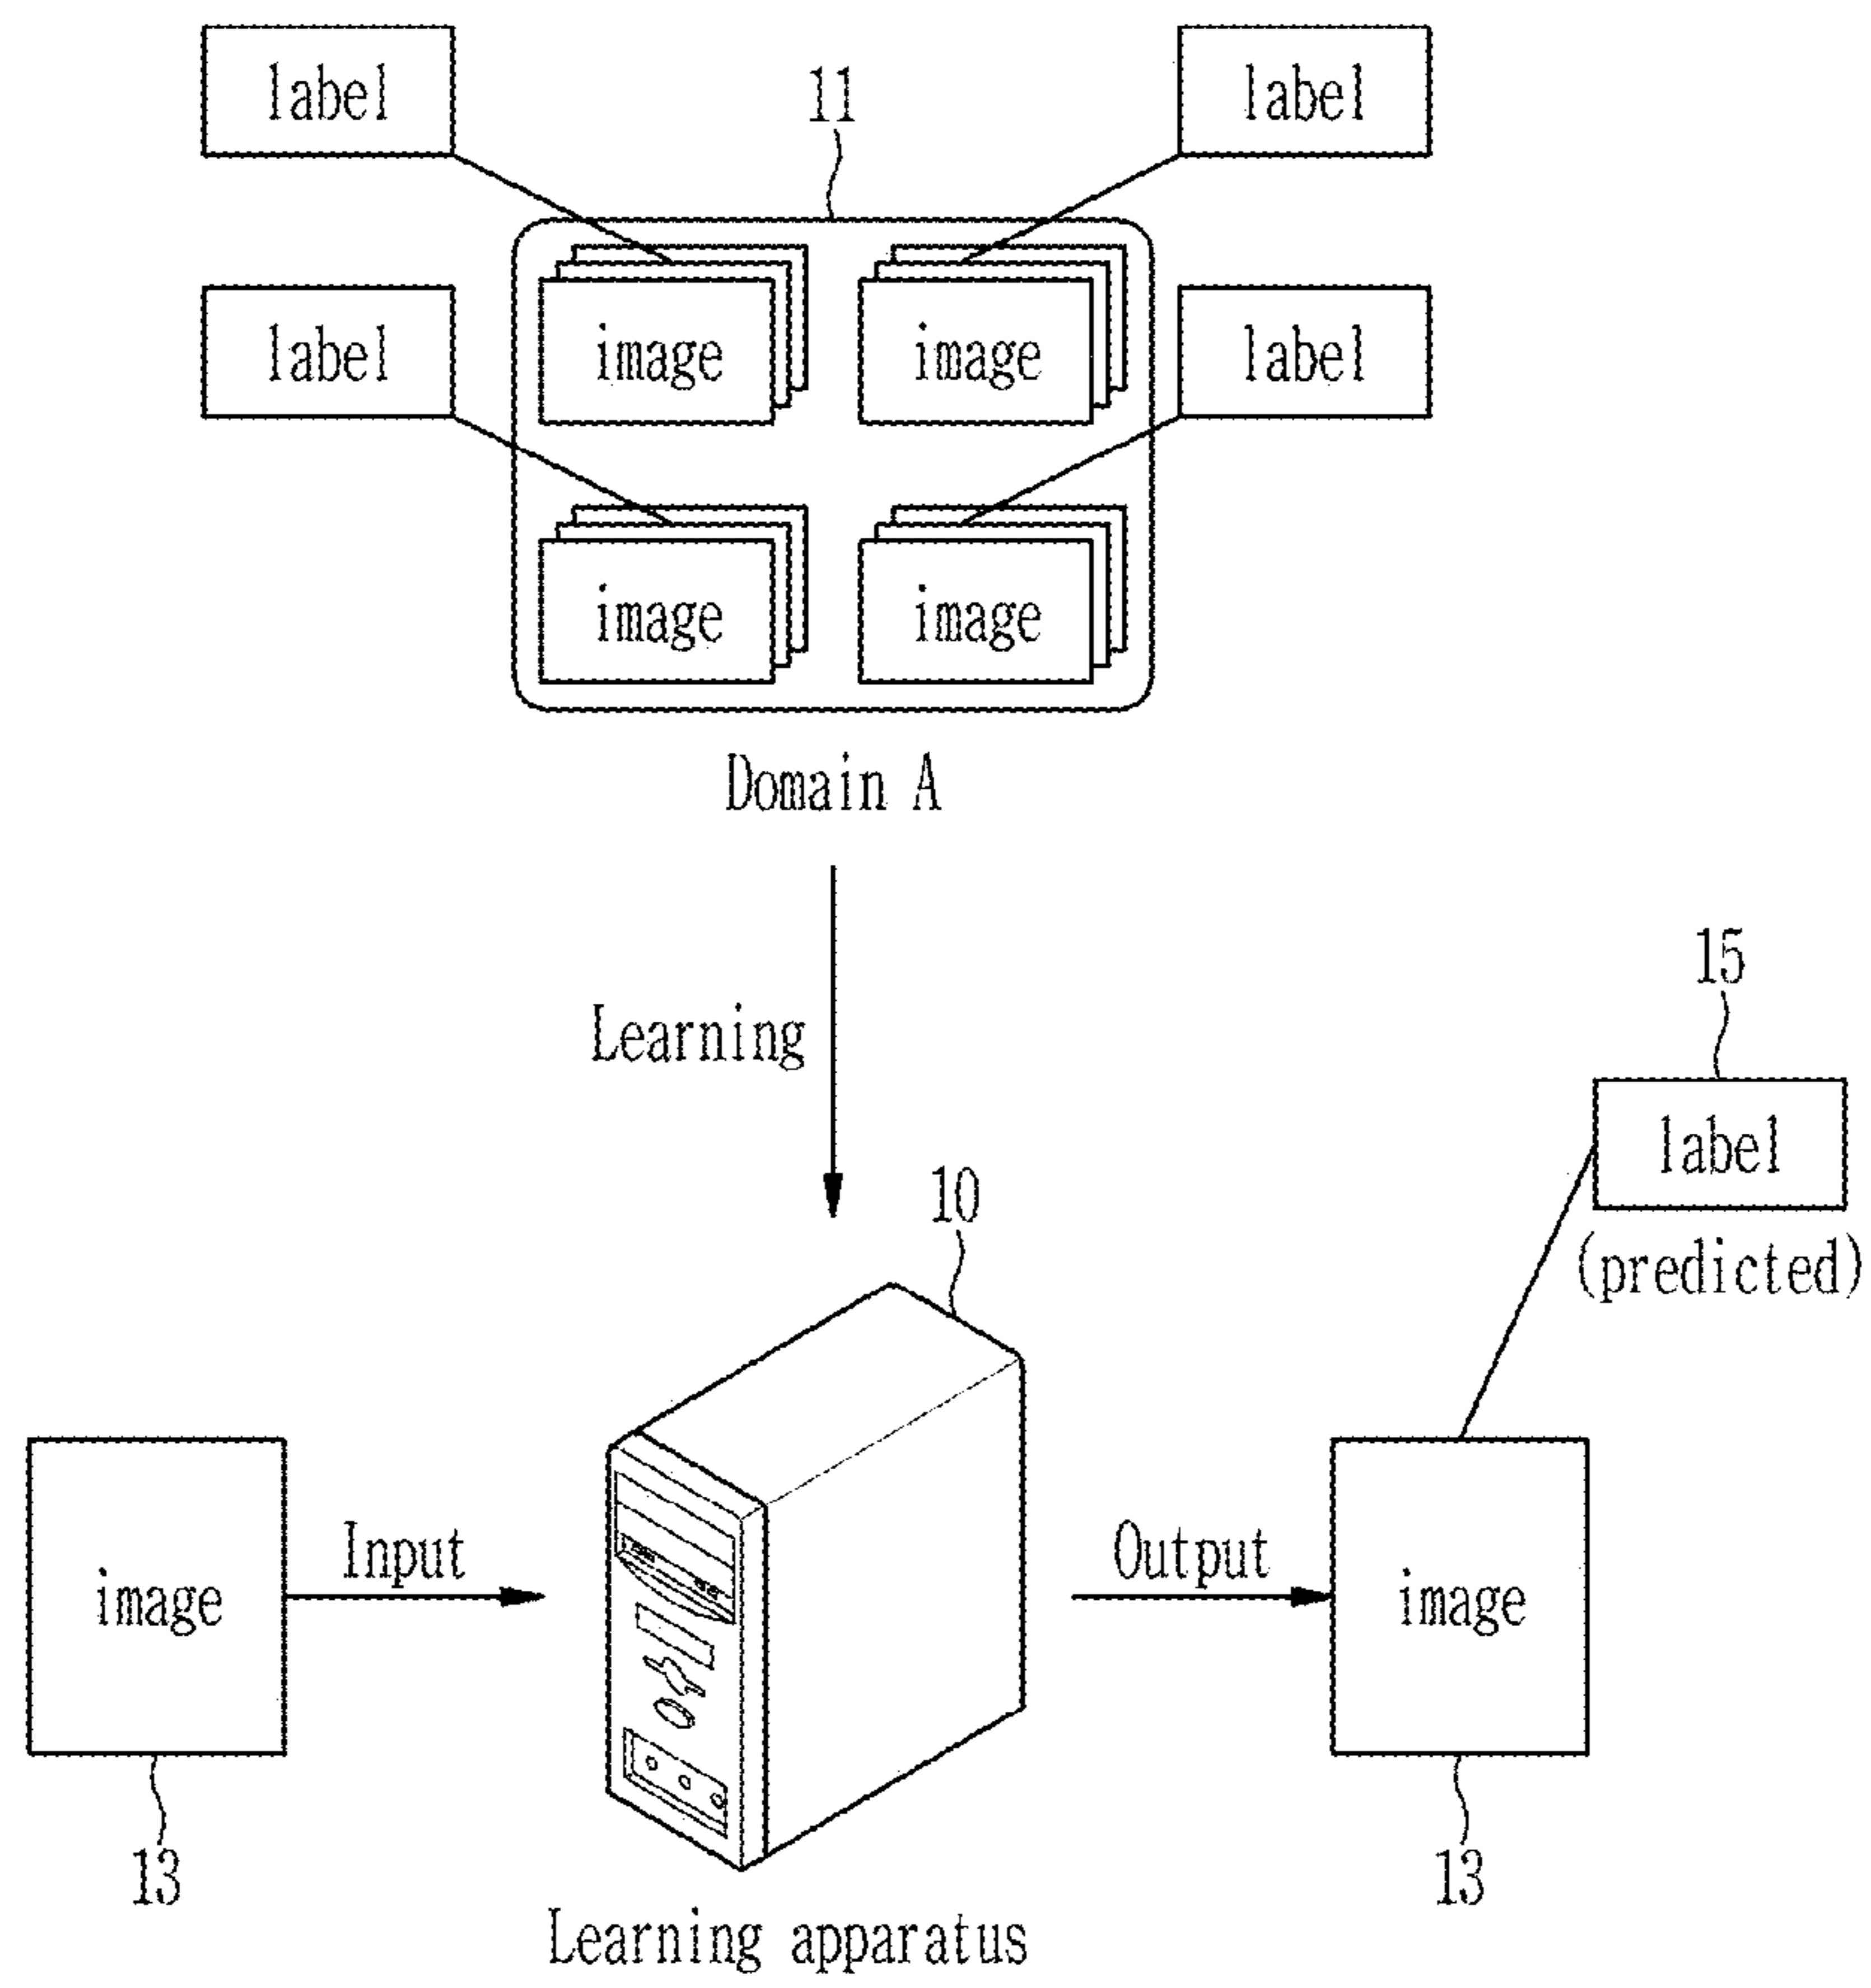 label
11
label
label
image
image
label
image
image
Domain A
Learning
15
label
(predicted)
10
image
Input
Output
image
13
13
Learning apparatus